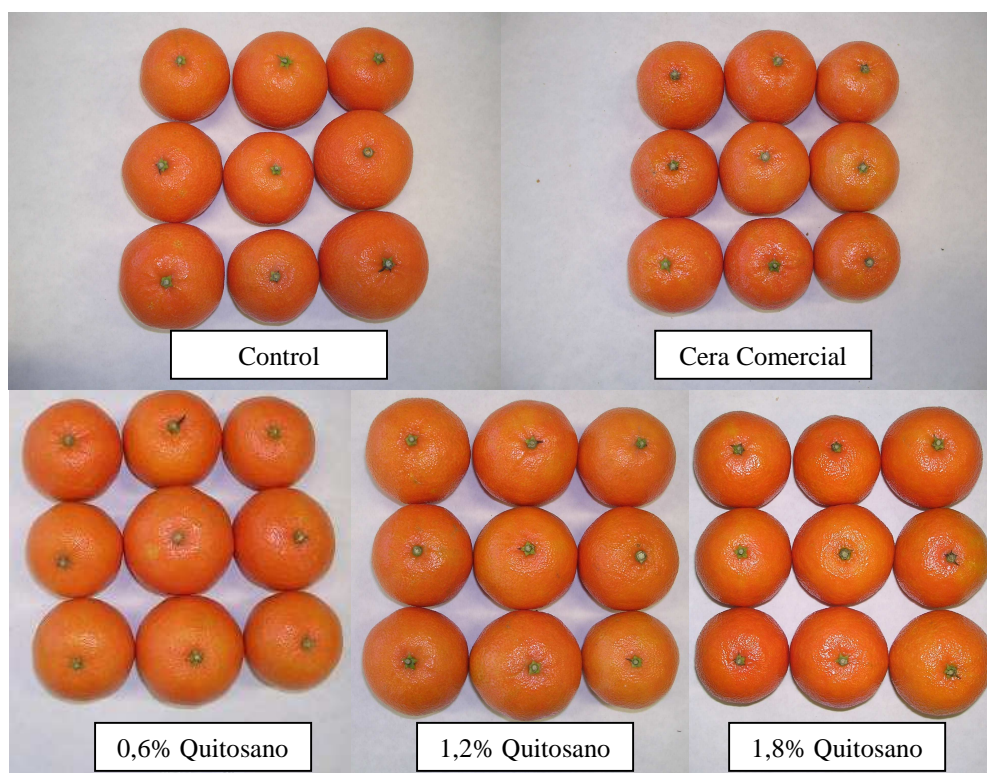 Control
Cera Comercial
0,6% Quitosano
1,2% Quitosano
1,8% Quitosano